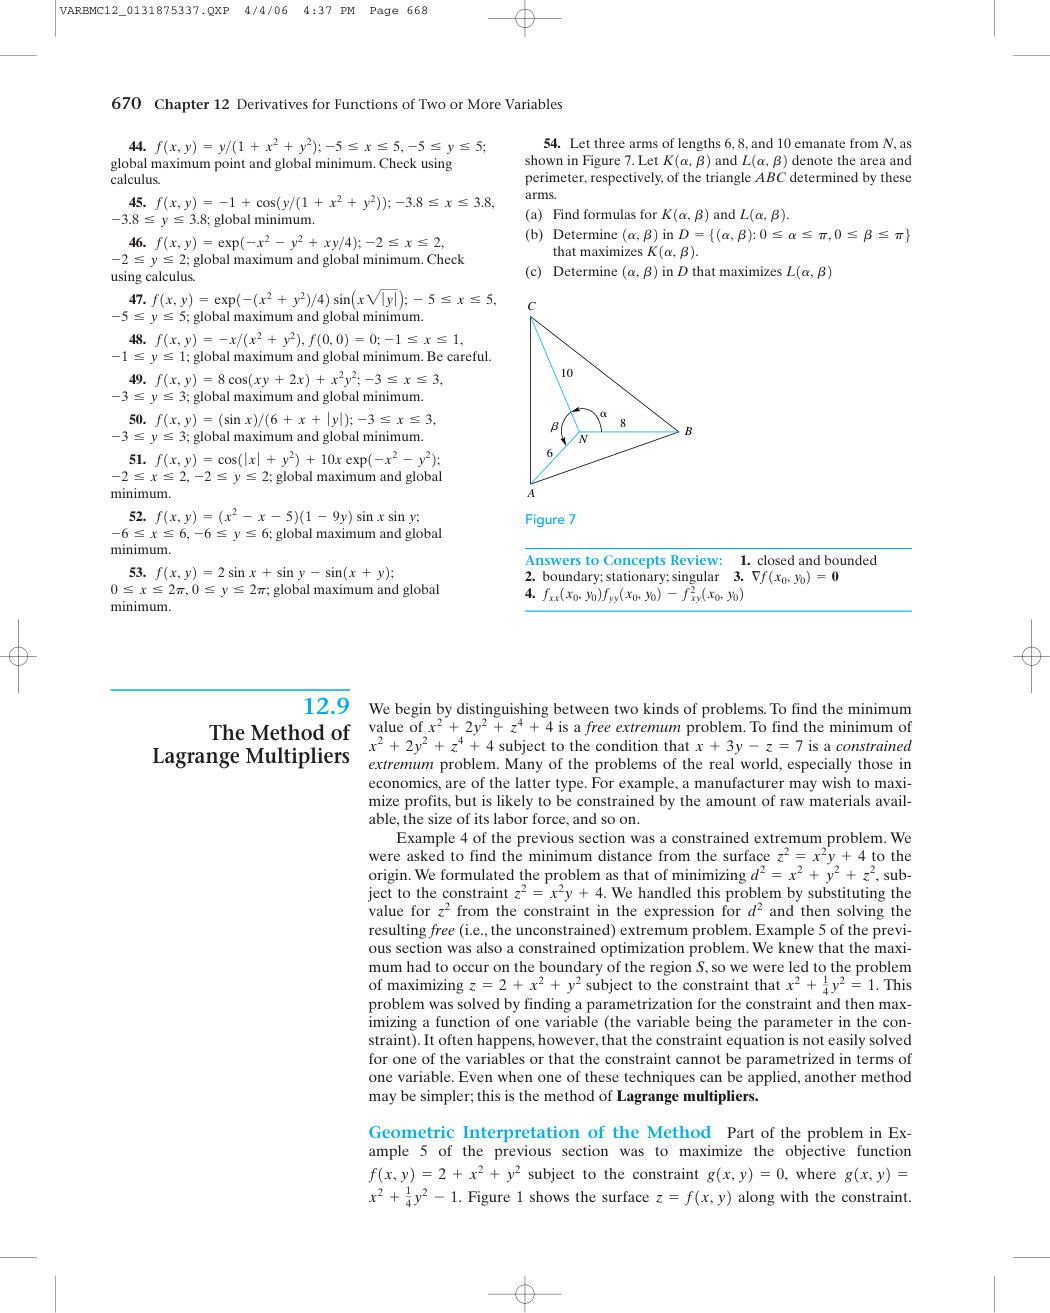 VARBMC12_0131875337.QXP 4/4/06 4:37 PM Page 668
670 Chapter 12 Derivatives for Functions of Two or More Variables
44. f(x, y) = y/(1 + x² + y²); −5 ≤ x ≤ 5, −5 ≤ y ≤ 5;
global maximum point and global minimum. Check using
calculus.
45. f(x, y) = −1 + cos(y/(1 + x² + y²)); −3.8 ≤ x ≤ 3.8,
−3.8 ≤ y ≤ 3.8; global minimum.
46. f(x, y) = exp(−x² − y² + xy/4); −2 ≤ x ≤ 2,
−2 ≤ y ≤ 2; global maximum and global minimum. Check
using calculus.
47. f(x, y) = exp(−(x² + y²)/4) sin(x√|y|); − 5 ≤ x ≤ 5,
−5 ≤ y ≤ 5; global maximum and global minimum.
48. f(x, y) = −x/(x² + y²), f(0, 0) = 0; −1 ≤ x ≤ 1,
−1 ≤ y ≤ 1; global maximum and global minimum. Be careful.
49. f(x, y) = 8 cos(xy + 2x) + x²y²; −3 ≤ x ≤ 3,
−3 ≤ y ≤ 3; global maximum and global minimum.
50. f(x, y) = (sin x)/(6 + x + |y|); −3 ≤ x ≤ 3,
−3 ≤ y ≤ 3; global maximum and global minimum.
51. f(x, y) = cos(|x| + y²) + 10x exp(−x² − y²);
−2 ≤ x ≤ 2, −2 ≤ y ≤ 2; global maximum and global
minimum.
52. f(x, y) = (x² − x − 5)(1 − 9y) sin x sin y;
−6 ≤ x ≤ 6, −6 ≤ y ≤ 6; global maximum and global
minimum.
53. f(x, y) = 2 sin x + sin y − sin(x + y);
0 ≤ x ≤ 2π, 0 ≤ y ≤ 2π; global maximum and global
minimum.
54. Let three arms of lengths 6, 8, and 10 emanate from N, as
shown in Figure 7. Let K(α, β) and L(α, β) denote the area and
perimeter, respectively, of the triangle ABC determined by these
arms.
(a) Find formulas for K(α, β) and L(α, β).
(b) Determine (α, β) in D = {(α, β): 0 ≤ α ≤ π, 0 ≤ β ≤ π}
that maximizes K(α, β).
(c) Determine (α, β) in D that maximizes L(α, β)
C
10
α
β
8
B
N
6
A
Figure 7
Answers to Concepts Review: 1. closed and bounded
2. boundary; stationary; singular 3. ∇f(x₀, y₀) = 0
4. fₓₓ(x₀, y₀)f_yy(x₀, y₀) − f²_xy(x₀, y₀)
12.9
The Method of
Lagrange Multipliers
We begin by distinguishing between two kinds of problems. To find the minimum
value of x² + 2y² + z⁴ + 4 is a free extremum problem. To find the minimum of
x² + 2y² + z⁴ + 4 subject to the condition that x + 3y − z = 7 is a constrained
extremum problem. Many of the problems of the real world, especially those in
economics, are of the latter type. For example, a manufacturer may wish to maxi-
mize profits, but is likely to be constrained by the amount of raw materials avail-
able, the size of its labor force, and so on.
Example 4 of the previous section was a constrained extremum problem. We
were asked to find the minimum distance from the surface z² = x²y + 4 to the
origin. We formulated the problem as that of minimizing d² = x² + y² + z², sub-
ject to the constraint z² = x²y + 4. We handled this problem by substituting the
value for z² from the constraint in the expression for d² and then solving the
resulting free (i.e., the unconstrained) extremum problem. Example 5 of the previ-
ous section was also a constrained optimization problem. We knew that the maxi-
mum had to occur on the boundary of the region S, so we were led to the problem
of maximizing z = 2 + x² + y² subject to the constraint that x² + ¼y² = 1. This
problem was solved by finding a parametrization for the constraint and then max-
imizing a function of one variable (the variable being the parameter in the con-
straint). It often happens, however, that the constraint equation is not easily solved
for one of the variables or that the constraint cannot be parametrized in terms of
one variable. Even when one of these techniques can be applied, another method
may be simpler; this is the method of Lagrange multipliers.
Geometric Interpretation of the Method Part of the problem in Ex-
ample 5 of the previous section was to maximize the objective function
f(x, y) = 2 + x² + y² subject to the constraint g(x, y) = 0, where g(x, y) =
x² + ¼y² − 1. Figure 1 shows the surface z = f(x, y) along with the constraint.